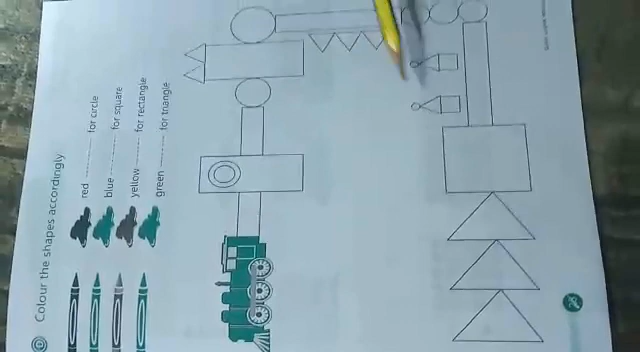 Colour the shapes accordingly
red ---------- for circle
blue ---------- for square
yellow ---------- for rectangle
green ---------- for triangle